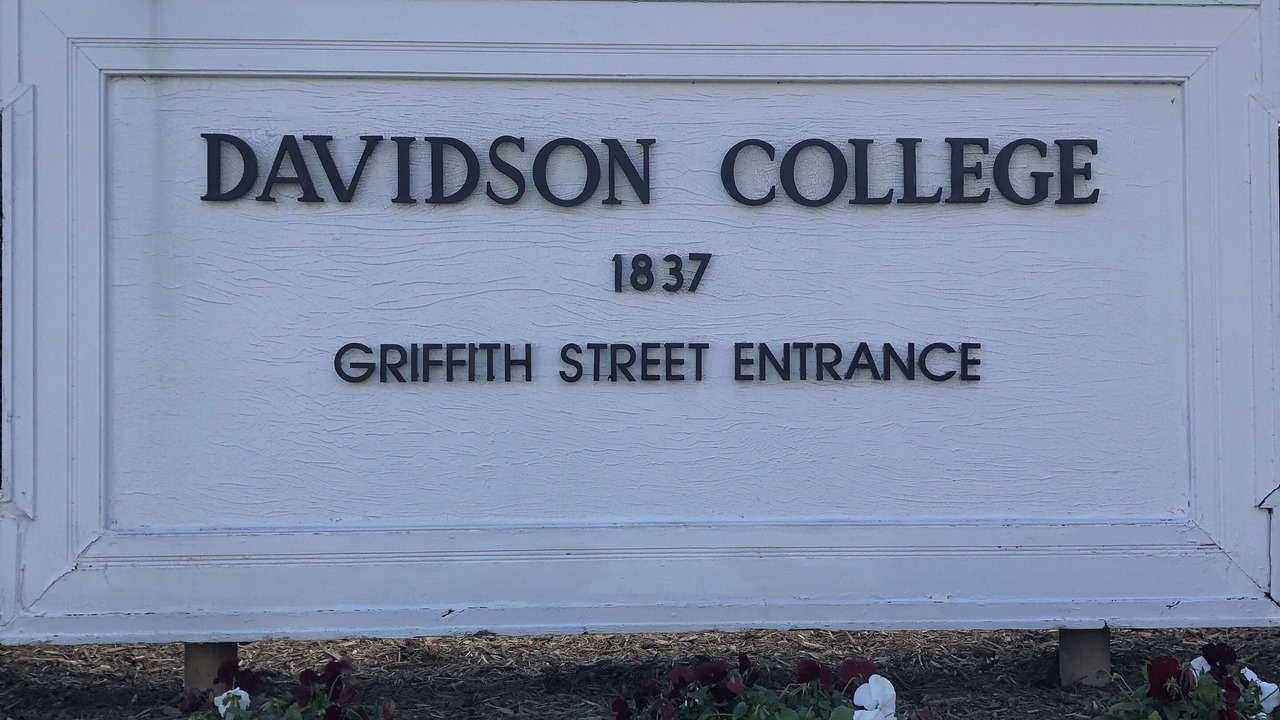 DAVIDSON COLLEGE
1837
GRIFFITH STREET ENTRANCE